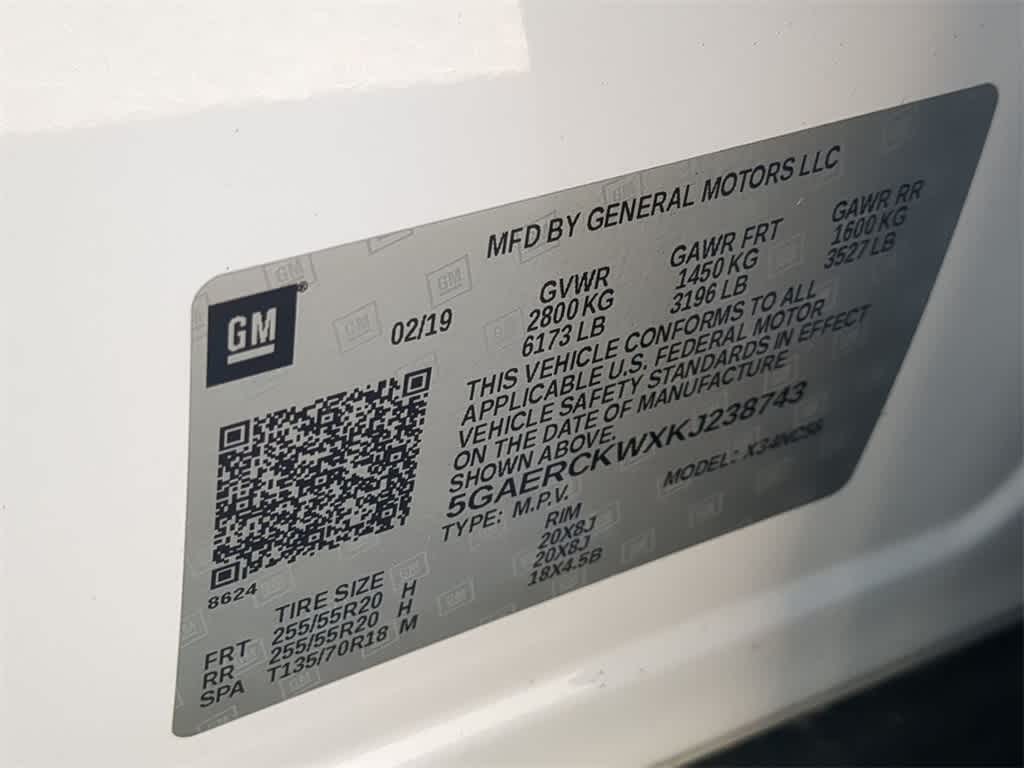 MFD BY GENERAL MOTORS LLC
GM
02/19
GVWR GAWR FRT GAWR RR
2800 KG 1450 KG 1600 KG
6173 LB 3196 LB 3527 LB
THIS VEHICLE CONFORMS TO ALL
APPLICABLE U.S. FEDERAL MOTOR
VEHICLE SAFETY STANDARDS IN EFFECT
ON THE DATE OF MANUFACTURE
SHOWN ABOVE.
5GAERCKWXKJ238743
TYPE: M.P.V. MODEL: X34NC56
8624
TIRE SIZE RIM
FRT 255/55R20 H 20X8J
RR 255/55R20 H 20X8J
SPA T135/70R18 M 18X4.5B